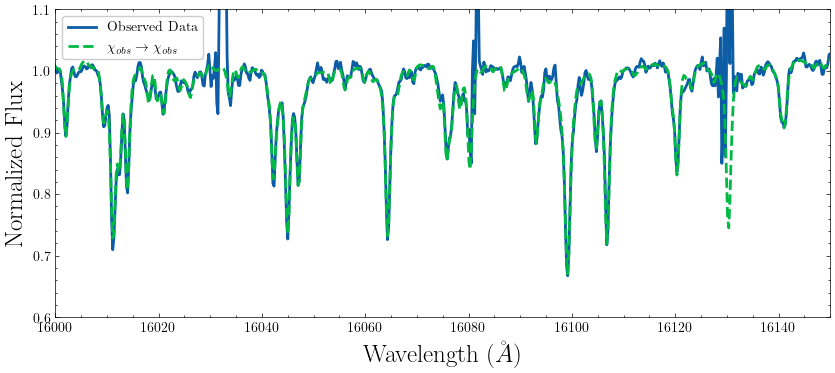 1.1
1.0
0.9
0.8
0.7
0.6
Normalized Flux
Observed Data
χobs → χobs
16000 16020 16040 16060 16080 16100 16120 16140
Wavelength (Å)